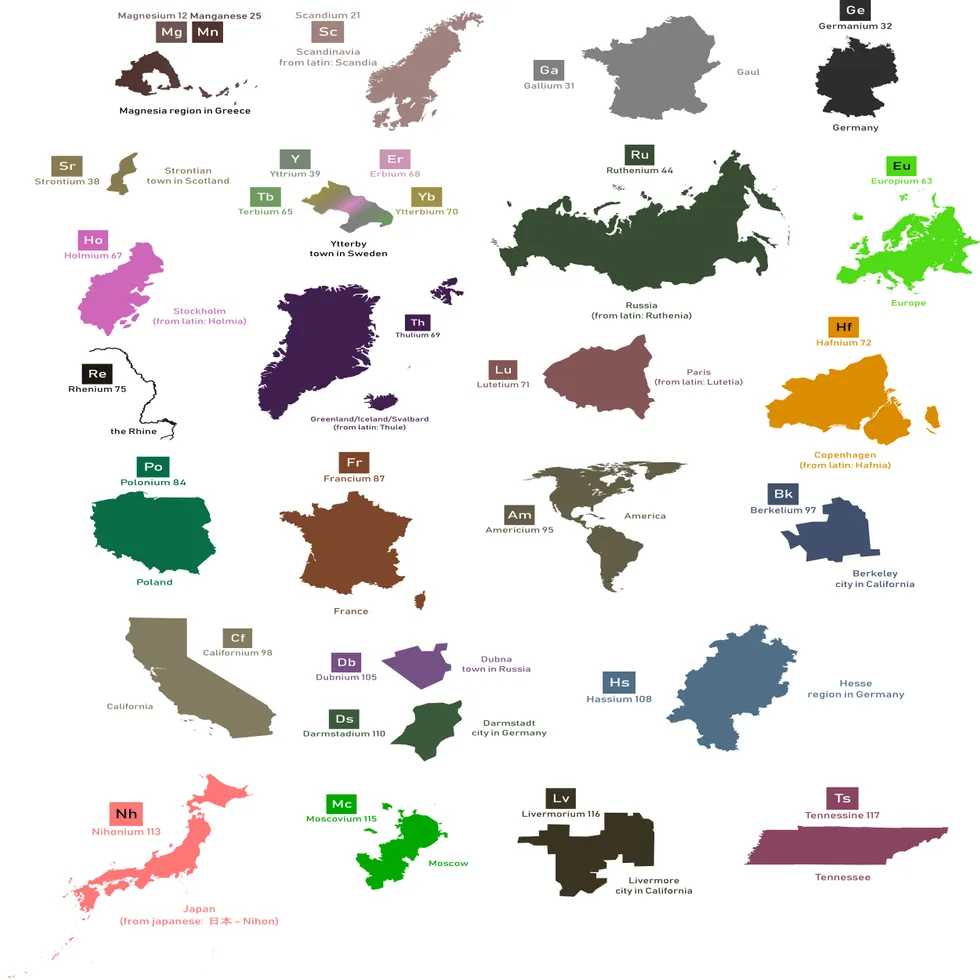 Magnesium 12 Manganese 25
Mg Mn
Magnesia region in Greece
Scandium 21
Sc
Scandinavia
from latin: Scandia
Ga
Gallium 31
Gaul
Ge
Germanium 32
Germany
Sr
Strontium 38
Strontian
town in Scotland
Y
Yttrium 39
Er
Erbium 68
Tb
Terbium 65
Yb
Ytterbium 70
Ytterby
town in Sweden
Ru
Ruthenium 44
Russia
(from latin: Ruthenia)
Eu
Europium 63
Europe
Ho
Holmium 67
Stockholm
(from latin: Holmia)
Th
Thulium 69
Greenland/Iceland/Svalbard
(from latin: Thule)
Re
Rhenium 75
the Rhine
Lu
Lutetium 71
Paris
(from latin: Lutetia)
Hf
Hafnium 72
Copenhagen
(from latin: Hafnia)
Po
Polonium 84
Poland
Fr
Francium 87
France
Am
Americium 95
America
Bk
Berkelium 97
Berkeley
city in California
Cf
Californium 98
California
Db
Dubnium 105
Dubna
town in Russia
Ds
Darmstadium 110
Darmstadt
city in Germany
Hs
Hassium 108
Hesse
region in Germany
Nh
Nihonium 113
Japan
(from japanese: 日本 - Nihon)
Mc
Moscovium 115
Moscow
Lv
Livermorium 116
Livermore
city in California
Ts
Tennessine 117
Tennessee